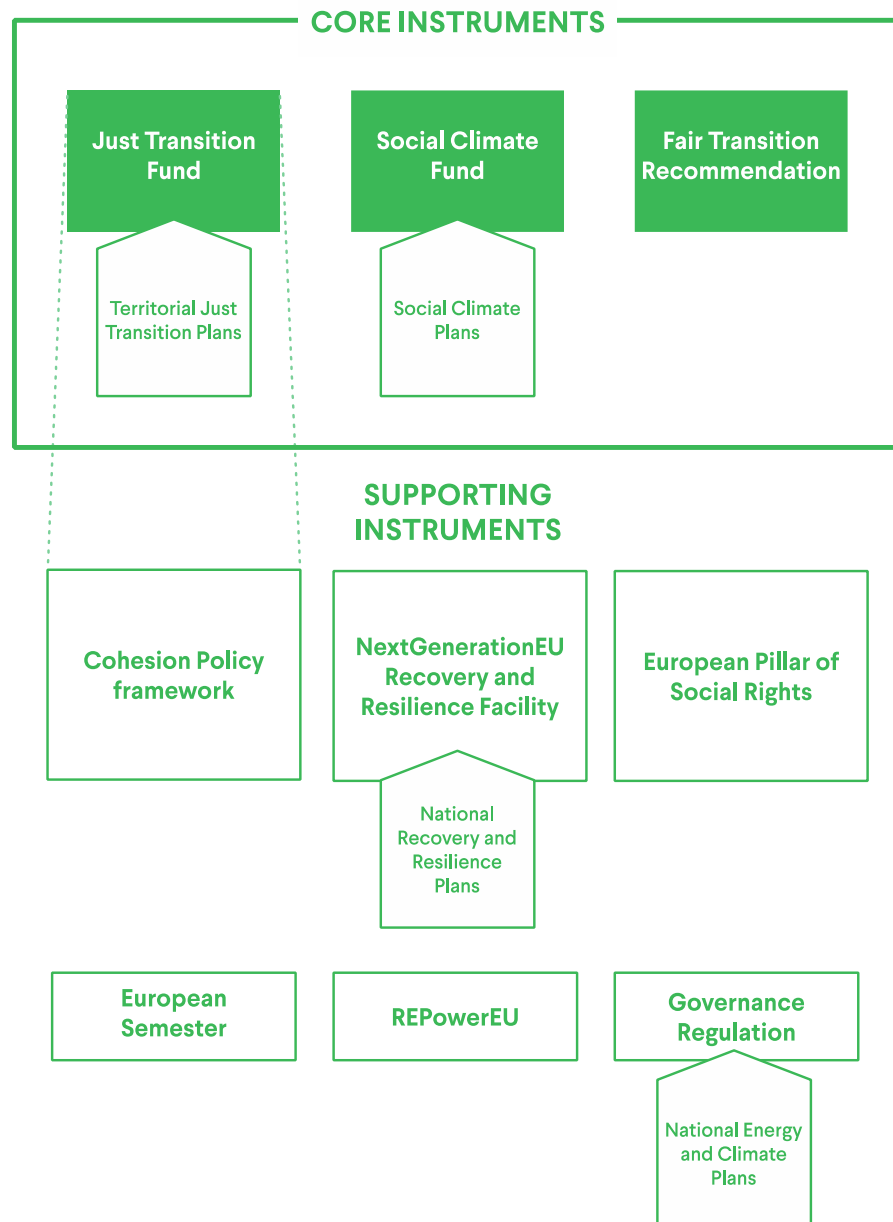 CORE INSTRUMENTS
Just Transition
Fund
Social Climate
Fund
Fair Transition
Recommendation
Territorial Just
Transition Plans
Social Climate
Plans
SUPPORTING
INSTRUMENTS
Cohesion Policy
framework
NextGenerationEU
Recovery and
Resilience Facility
European Pillar of
Social Rights
National
Recovery and
Resilience
Plans
European
Semester
REPowerEU
Governance
Regulation
National Energy
and Climate
Plans